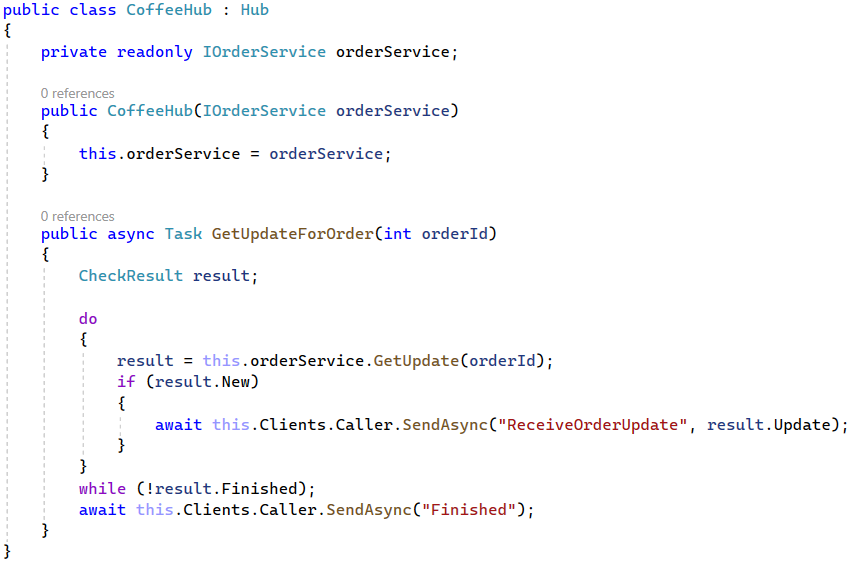 public class CoffeeHub : Hub
{
    private readonly IOrderService orderService;

    0 references
    public CoffeeHub(IOrderService orderService)
    {
        this.orderService = orderService;
    }

    0 references
    public async Task GetUpdateForOrder(int orderId)
    {
        CheckResult result;

        do
        {
            result = this.orderService.GetUpdate(orderId);
            if (result.New)
            {
                await this.Clients.Caller.SendAsync("ReceiveOrderUpdate", result.Update);
            }
        }
        while (!result.Finished);
        await this.Clients.Caller.SendAsync("Finished");
    }
}